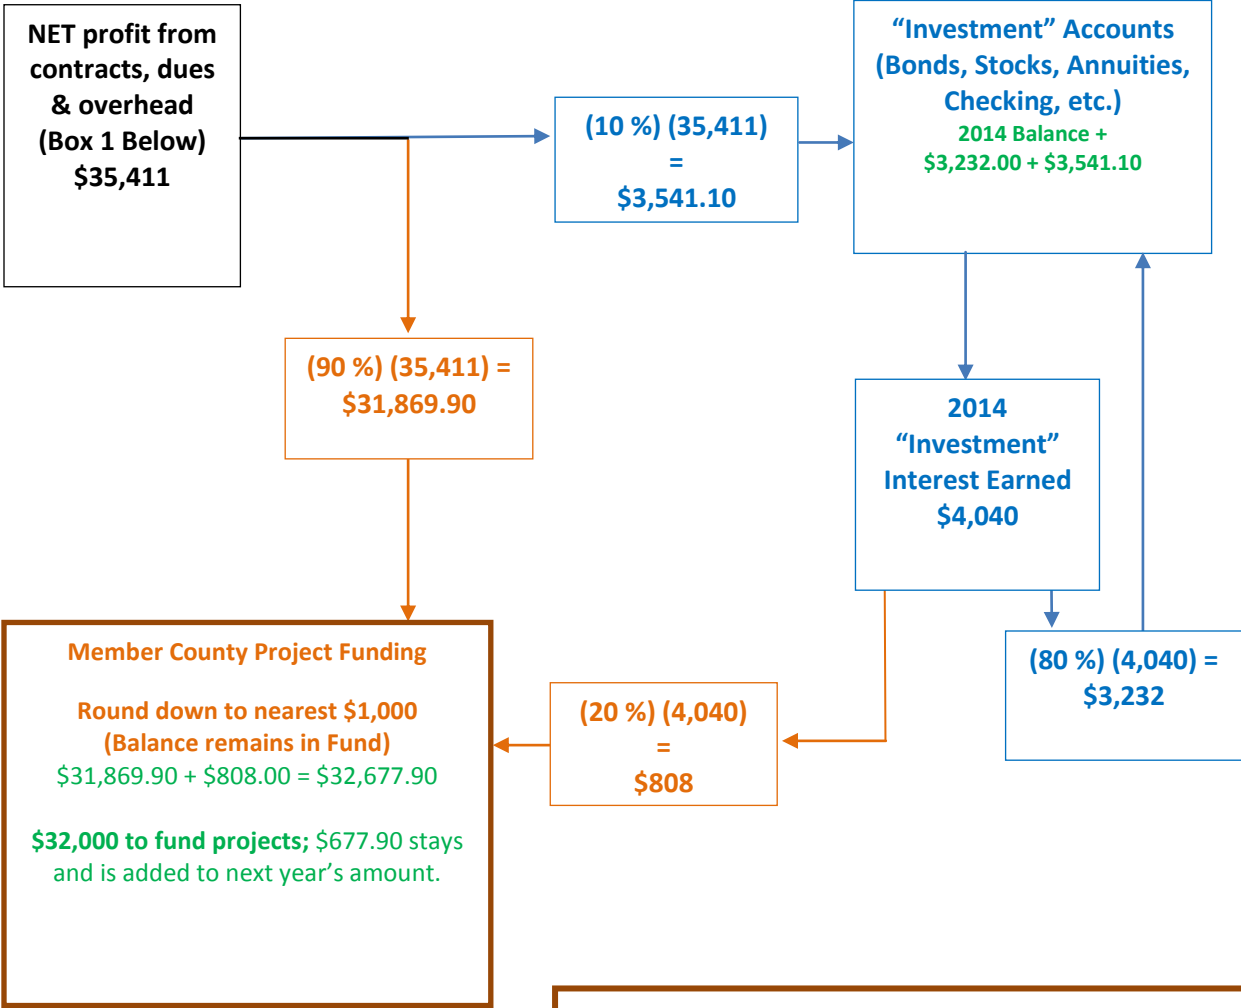 NET profit from
contracts, dues
& overhead
(Box 1 Below)
$35,411
(10 %) (35,411)
=
$3,541.10
“Investment” Accounts
(Bonds, Stocks, Annuities,
Checking, etc.)
2014 Balance +
$3,232.00 + $3,541.10
(90 %) (35,411) =
$31,869.90
2014
“Investment”
Interest Earned
$4,040
Member County Project Funding
Round down to nearest $1,000
(Balance remains in Fund)
$31,869.90 + $808.00 = $32,677.90
$32,000 to fund projects; $677.90 stays
and is added to next year’s amount.
(20 %) (4,040)
=
$808
(80 %) (4,040) =
$3,232